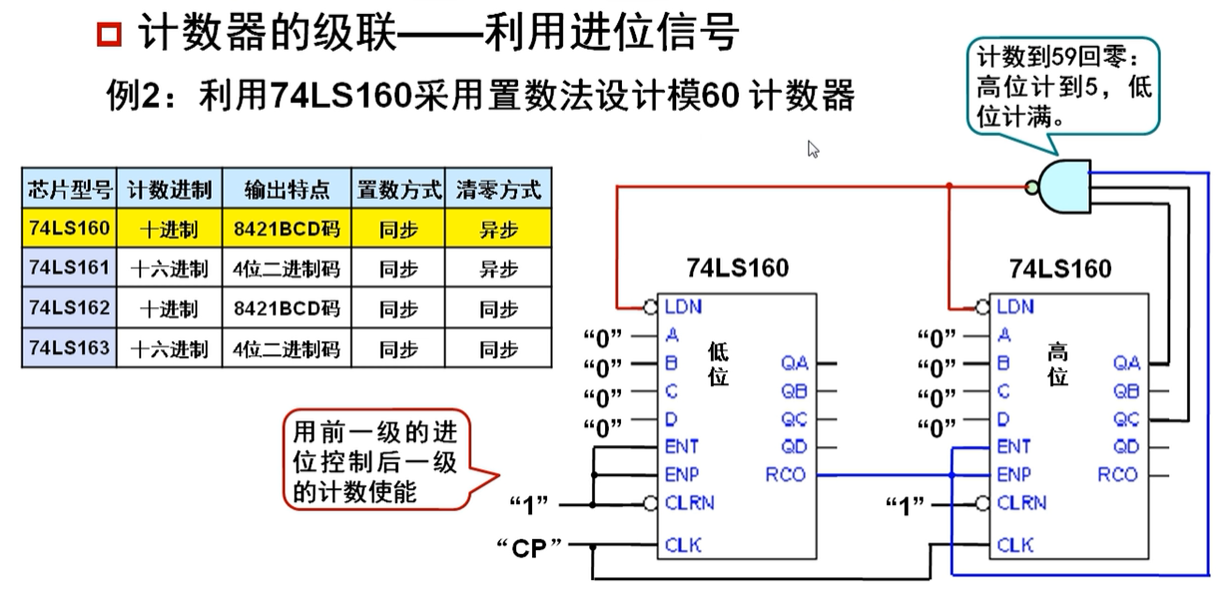 计数器的级联——利用进位信号
例2：利用74LS160采用置数法设计模60 计数器
计数到59回零：
高位计到5，低
位计满。
芯片型号 计数进制 输出特点 置数方式 清零方式
74LS160 十进制 8421BCD码 同步 异步
74LS161 十六进制 4位二进制码 同步 异步
74LS162 十进制 8421BCD码 同步 同步
74LS163 十六进制 4位二进制码 同步 同步
用前一级的进
位控制后一级
的计数使能
74LS160
LDN
“0” A
“0” B QA
“0” C QB
“0” D QC
ENT QD
ENP RCO
“1” CLRN
“CP” CLK
低
位
74LS160
LDN
“0” A
“0” B QA
“0” C QB
“0” D QC
ENT QD
ENP RCO
“1” CLRN
CLK
高
位